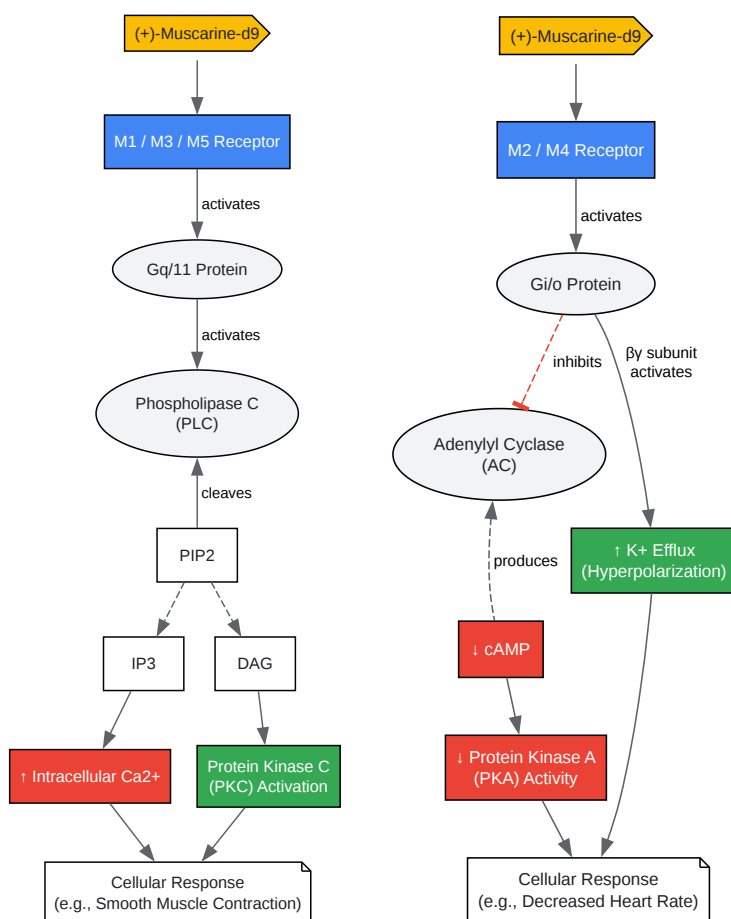 (+)-Muscarine-d9
M1 / M3 / M5 Receptor
activates
Gq/11 Protein
activates
Phospholipase C
(PLC)
cleaves
PIP2
IP3
DAG
↑ Intracellular Ca2+
Protein Kinase C
(PKC) Activation
Cellular Response
(e.g., Smooth Muscle Contraction)
(+)-Muscarine-d9
M2 / M4 Receptor
activates
Gi/o Protein
inhibits
βγ subunit
activates
Adenylyl Cyclase
(AC)
produces
↑ K+ Efflux
(Hyperpolarization)
↓ cAMP
↓ Protein Kinase A
(PKA) Activity
Cellular Response
(e.g., Decreased Heart Rate)